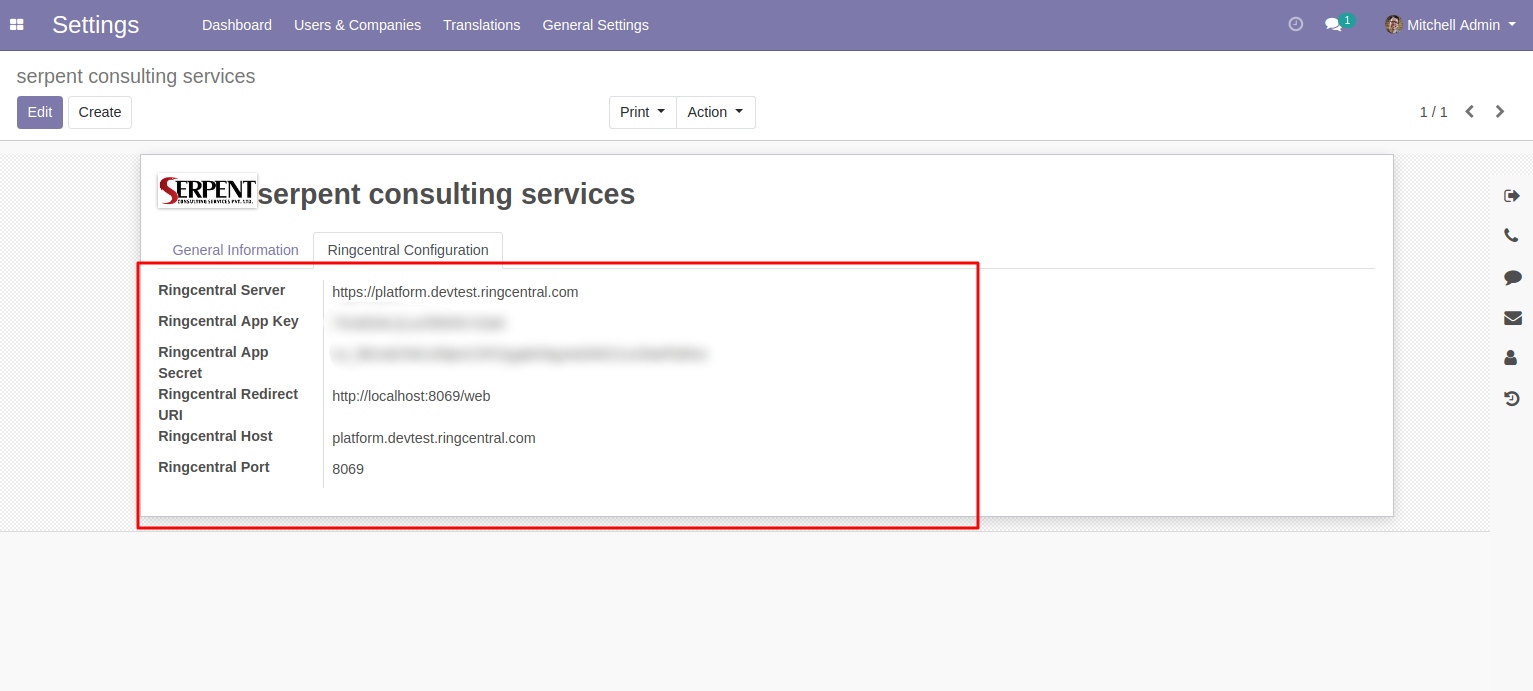 Settings Dashboard Users & Companies Translations General Settings 1 Mitchell Admin
serpent consulting services
Edit Create Print Action 1 / 1
SERPENT
CONSULTING SERVICES PVT. LTD.
serpent consulting services
General Information Ringcentral Configuration
Ringcentral Server https://platform.devtest.ringcentral.com
Ringcentral App Key
Ringcentral App
Secret
Ringcentral Redirect http://localhost:8069/web
URI
Ringcentral Host platform.devtest.ringcentral.com
Ringcentral Port 8069